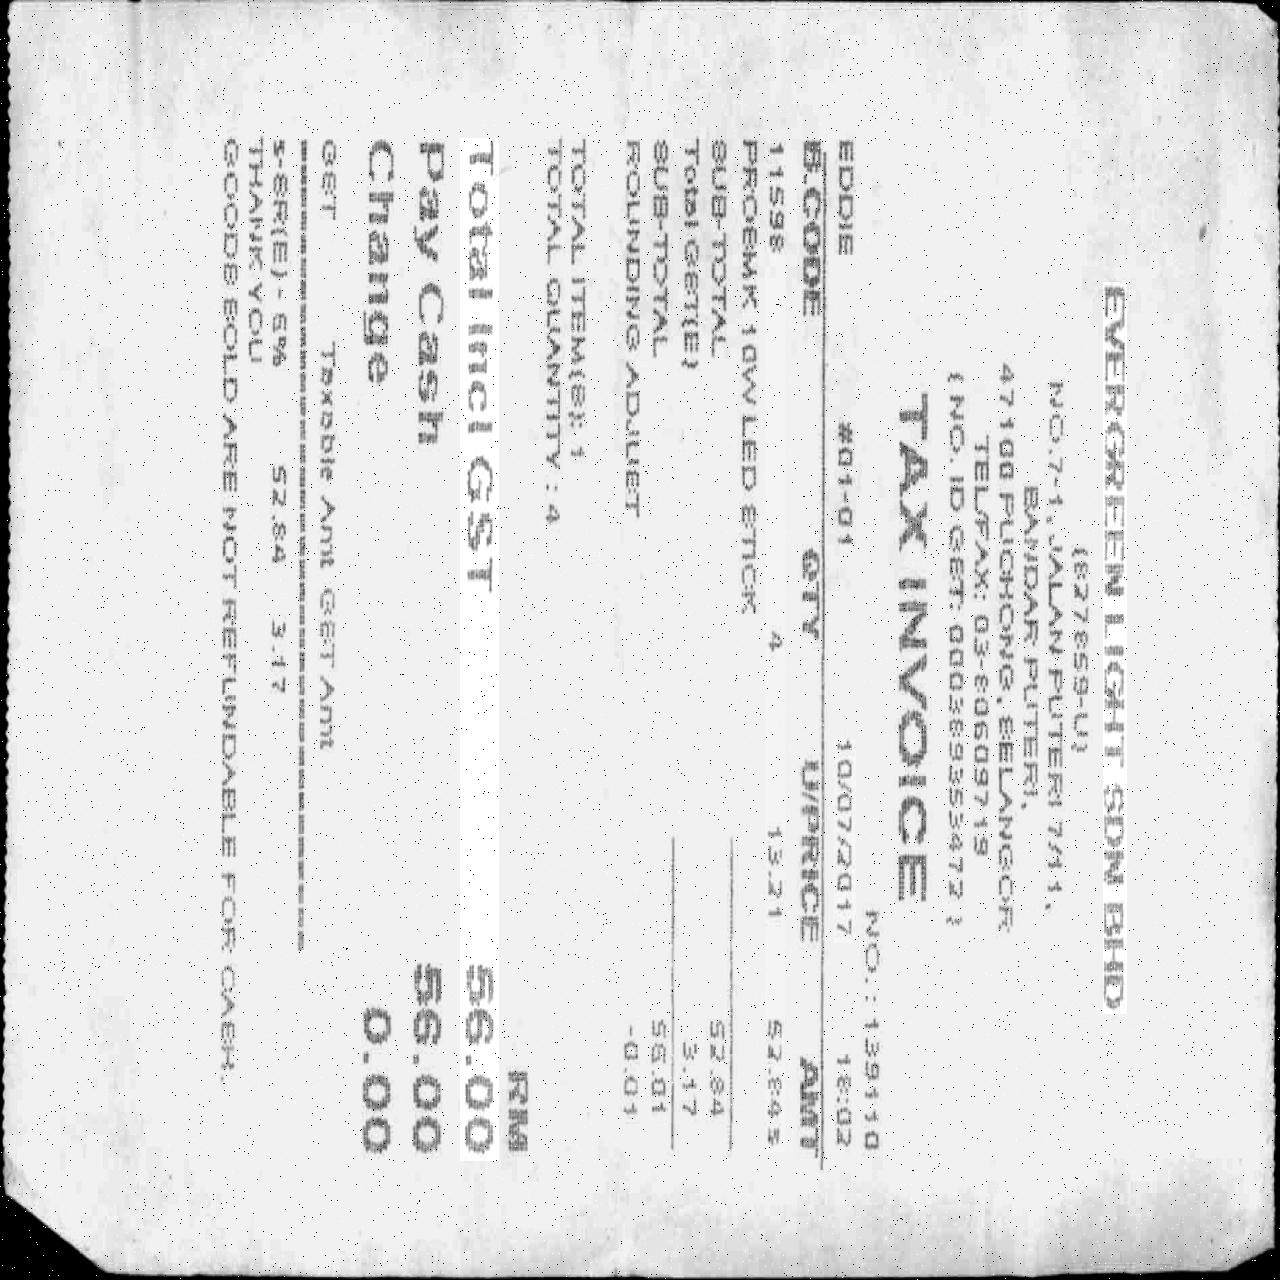 EVERGREEN LIGHT SDN BHD
(827859-U)
NO.7-1, JALAN PUTERI 7/11,
BANDAR PUTERI,
47100 PUCHONG, SELANGOR
TEL/FAX: 03-80609719
(NO. ID GST: 000389353472 )
TAX INVOICE
NO. : 139110
EDDIE #01-01 10/07/2017 18:02
B.CODE QTY U/PRICE AMT
11598 4 13.21 52.84 S
PROEMK 10W LED STICK
SUB-TOTAL 52.84
Total GST(E) 3.17
SUB-TOTAL 56.01
ROUNDING ADJUST -0.01
TOTAL ITEM(S): 1
TOTAL QUANTITY : 4
RM
Total Incl GST 56.00
Pay Cash 56.00
Change 0.00
GST Taxable Amt GST Amt
S-SR(E) - 6% 52.84 3.17
THANK YOU
GOODS SOLD ARE NOT REFUNDABLE FOR CASH.